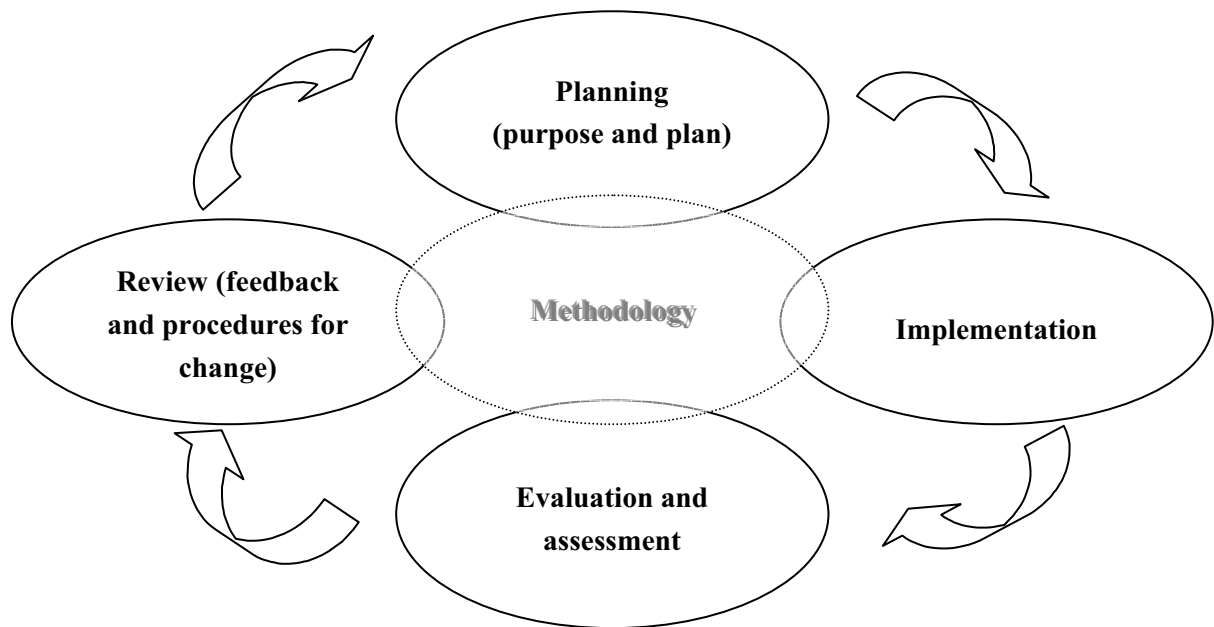 Planning
(purpose and plan)
Review (feedback
and procedures for
change)
Methodology
Implementation
Evaluation and
assessment